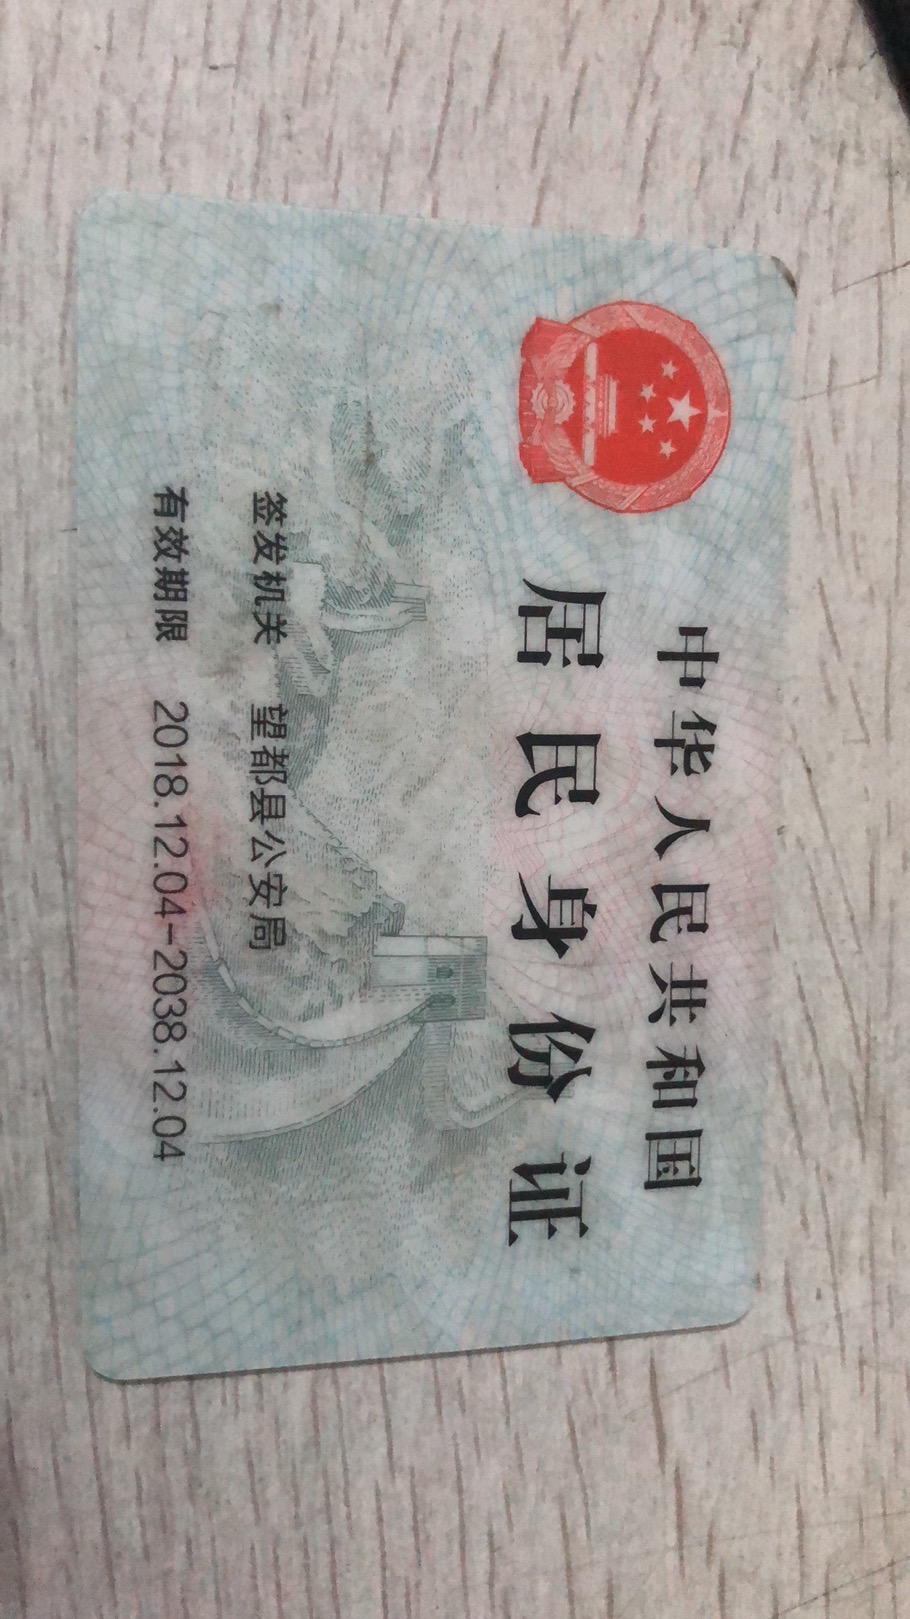 中华人民共和国
居民身份证
签发机关 望都县公安局
有效期限 2018.12.04-2038.12.04